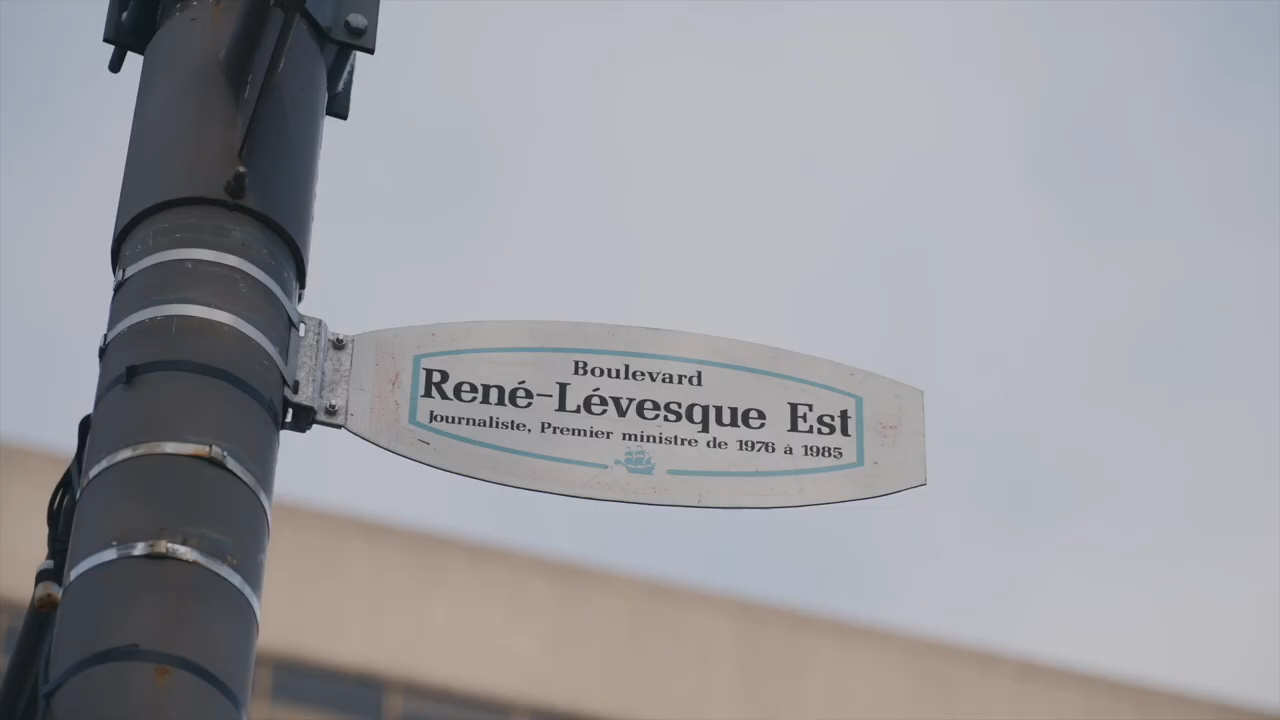 Boulevard
René-Lévesque Est
Journaliste, Premier ministre de 1976 à 1985